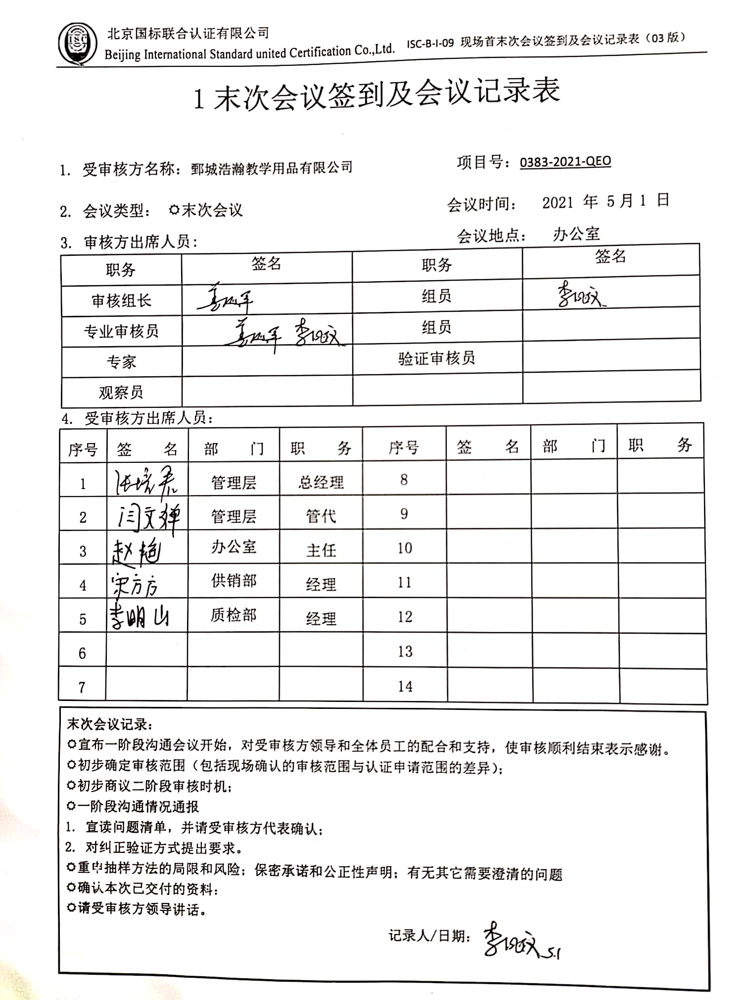 北京国标联合认证有限公司
Beijing International Standard united Certification Co.,Ltd. ISC-B-I-09 现场首末次会议签到及会议记录表（03 版）
ISC
1 末次会议签到及会议记录表
1. 受审核方名称：鄄城浩瀚教学用品有限公司 项目号：0383-2021-QEO
2. 会议类型： 末次会议 会议时间： 2021 年 5 月 1 日
3. 审核方出席人员： 会议地点： 办公室
职务 签名 职务 签名
审核组长 组员 李
专业审核员 李 组员
专家 验证审核员
观察员
4. 受审核方出席人员：
序号 签 名 部 门 职 务 序号 签 名 部 门 职 务
1 张培 管理层 总经理 8
2 闫文 管理层 管代 9
3 赵艳 办公室 主任 10
4 宋方方 供销部 经理 11
5 李明山 质检部 经理 12
6 13
7 14
末次会议记录：
宣布一阶段沟通会议开始，对受审核方领导和全体员工的配合和支持，使审核顺利结束表示感谢。
初步确定审核范围（包括现场确认的审核范围与认证申请范围的差异）；
初步商议二阶段审核时机；
一阶段沟通情况通报
1. 宣读问题清单，并请受审核方代表确认；
2. 对纠正验证方式提出要求。
重申抽样方法的局限和风险；保密承诺和公正性声明；有无其它需要澄清的问题
确认本次已交付的资料：
请受审核方领导讲话。
记录人/日期： 李 5.1